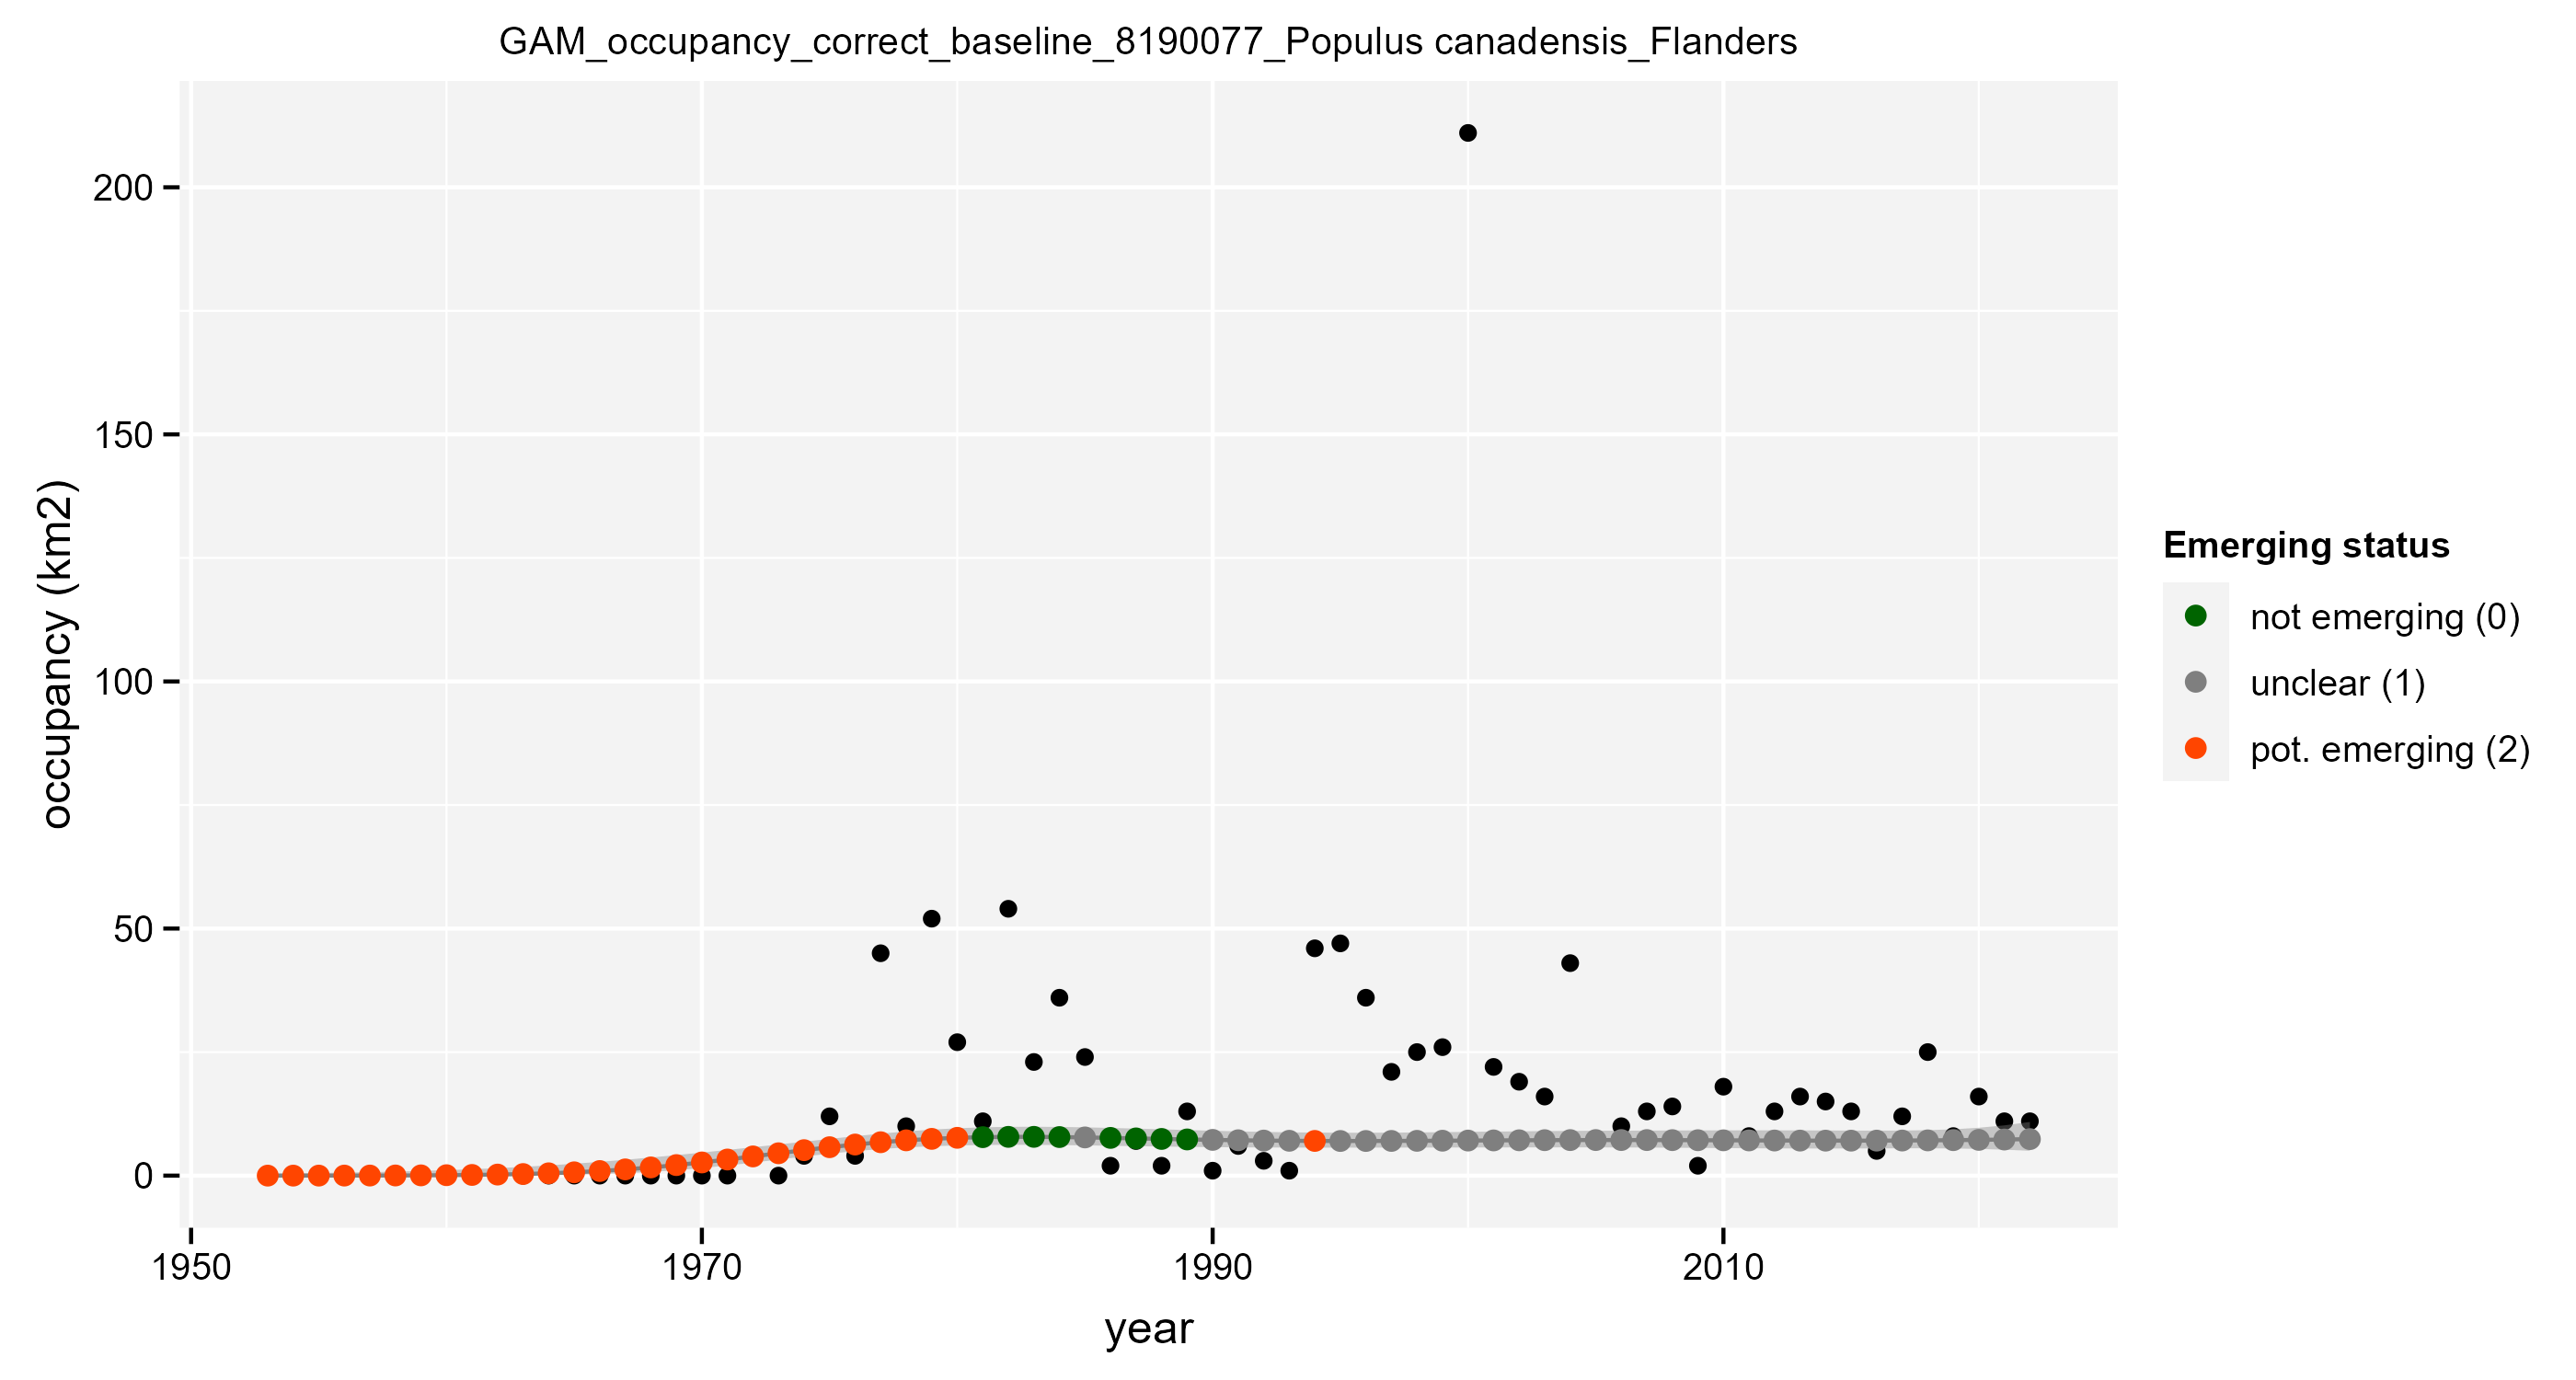 GAM_occupancy_correct_baseline_8190077_Populus canadensis_Flanders
occupancy (km2)
200
150
100
50
0
1950
1970
1990
2010
year
Emerging status
not emerging (0)
unclear (1)
pot. emerging (2)